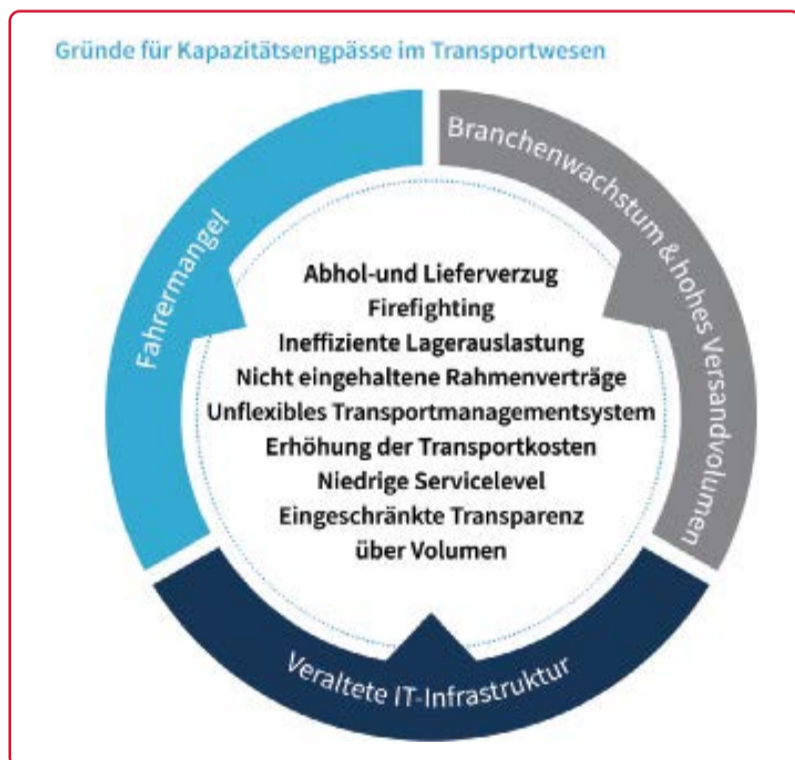 Gründe für Kapazitätsengpässe im Transportwesen
Fahrermangel
Branchenwachstum & hohes Versandvolumen
Abhol-und Lieferverzug
Firefighting
Ineffiziente Lagerauslastung
Nicht eingehaltene Rahmenverträge
Unflexibles Transportmanagementsystem
Erhöhung der Transportkosten
Niedrige Servicelevel
Eingeschränkte Transparenz
über Volumen
Veraltete IT-Infrastruktur